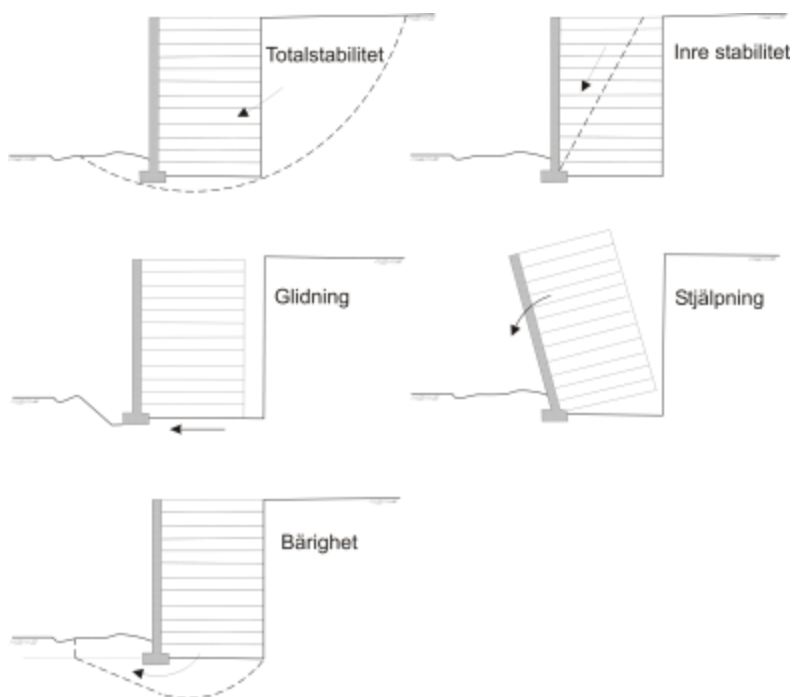 Totalstabilitet
Inre stabilitet
Glidning
Stjälpning
Bärighet